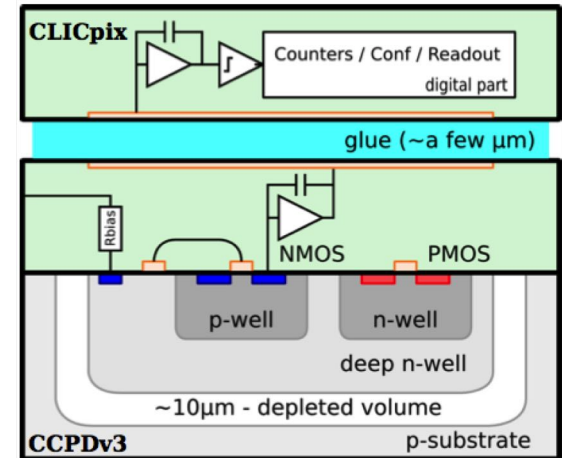 CLICpix
Counters / Conf / Readout
digital part
glue (~a few μm)
Rbias
NMOS
PMOS
p-well
n-well
deep n-well
~10μm - depleted volume
CCPDv3
p-substrate